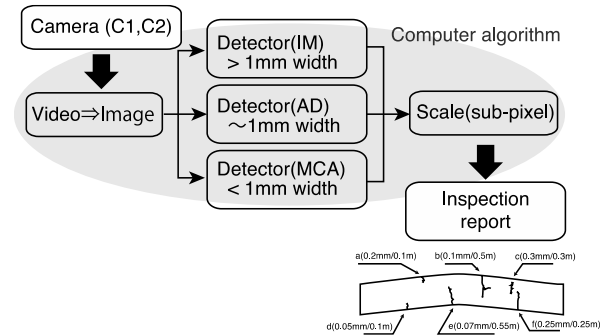 Camera (C1,C2)
Computer algorithm
Video⇒Image
Detector(IM)
> 1mm width
Detector(AD)
～1mm width
Detector(MCA)
< 1mm width
Scale(sub-pixel)
Inspection
report
a(0.2mm/0.1m)
b(0.1mm/0.5m)
c(0.3mm/0.3m)
d(0.05mm/0.1m)
e(0.07mm/0.55m)
f(0.25mm/0.25m)